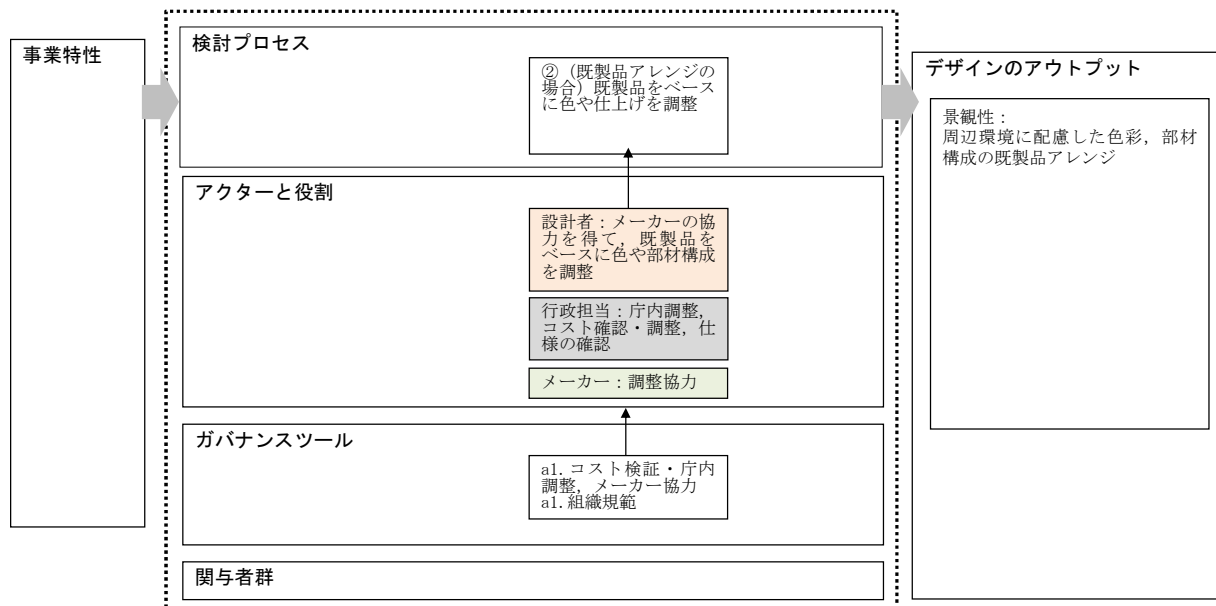 事業特性
検討プロセス
②（既製品アレンジの
場合）既製品をベース
に色や仕上げを調整
アクターと役割
設計者：メーカーの協
力を得て，既製品を
ベースに色や部材構成
を調整
行政担当：庁内調整，
コスト確認・調整，仕
様の確認
メーカー：調整協力
ガバナンスツール
a1.コスト検証・庁内
調整，メーカー協力
a1.組織規範
関与者群
デザインのアウトプット
景観性：
周辺環境に配慮した色彩，部材
構成の既製品アレンジ